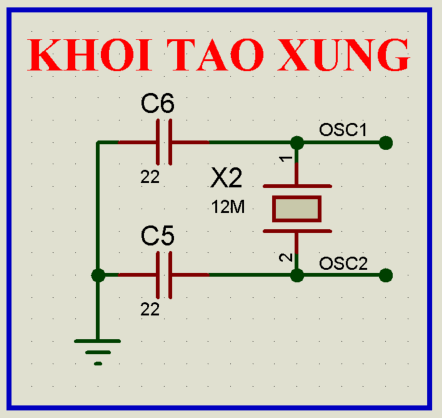 KHOI TAO XUNG
C6
OSC1
22
1
X2
12M
C5
2
OSC2
22